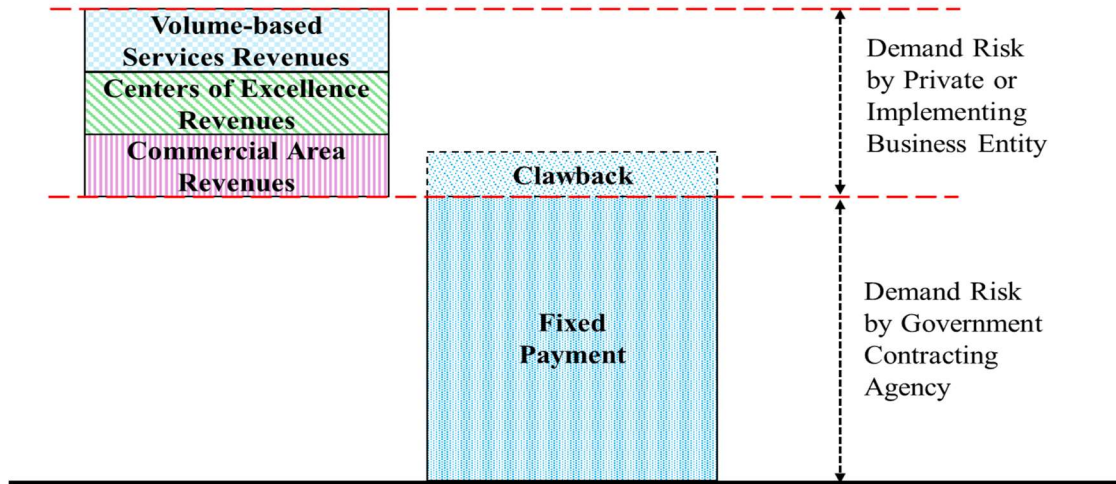 Volume-based
Services Revenues
Centers of Excellence
Revenues
Commercial Area
Revenues
Clawback
Fixed
Payment
Demand Risk
by Private or
Implementing
Business Entity
Demand Risk
by Government
Contracting
Agency